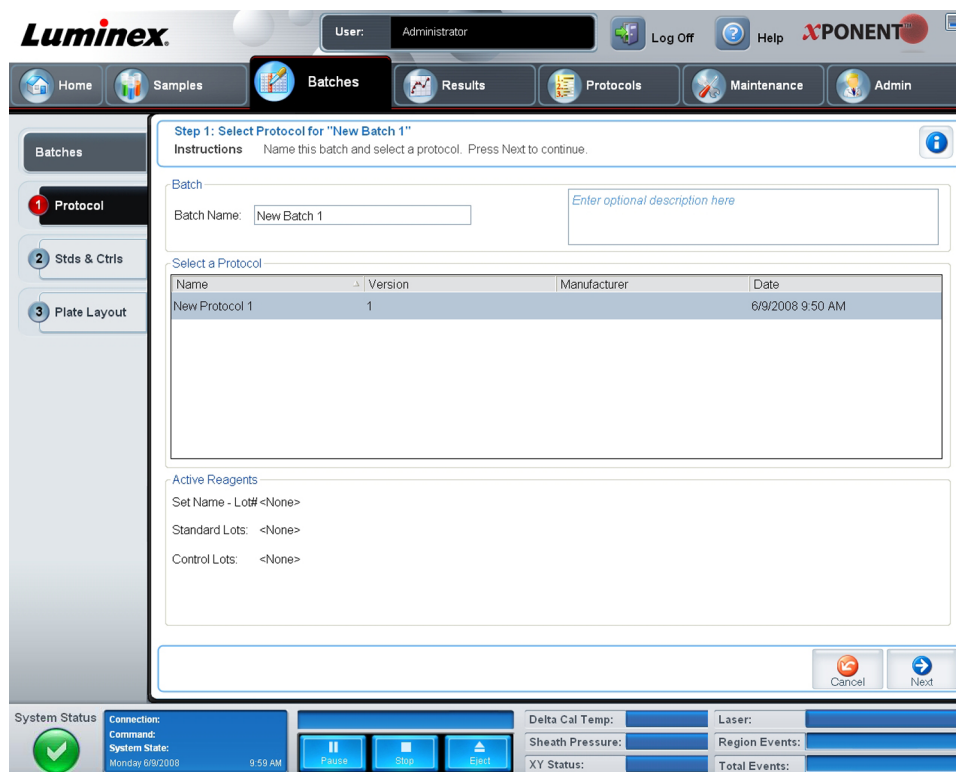 Luminex.
User: Administrator
Log Off
Help
xPONENT
Home
Samples
Batches
Results
Protocols
Maintenance
Admin
Batches
1 Protocol
2 Stds & Ctrls
3 Plate Layout
Step 1: Select Protocol for "New Batch 1"
Instructions Name this batch and select a protocol. Press Next to continue.
Batch
Batch Name: New Batch 1
Enter optional description here
Select a Protocol
Name Version Manufacturer Date
New Protocol 1 1 6/9/2008 9:50 AM
Active Reagents
Set Name - Lot# <None>
Standard Lots: <None>
Control Lots: <None>
Cancel
Next
System Status
Connection:
Command:
System State:
Monday 6/9/2008 9:59 AM
Pause
Stop
Eject
Delta Cal Temp:
Sheath Pressure:
XY Status:
Laser:
Region Events:
Total Events: